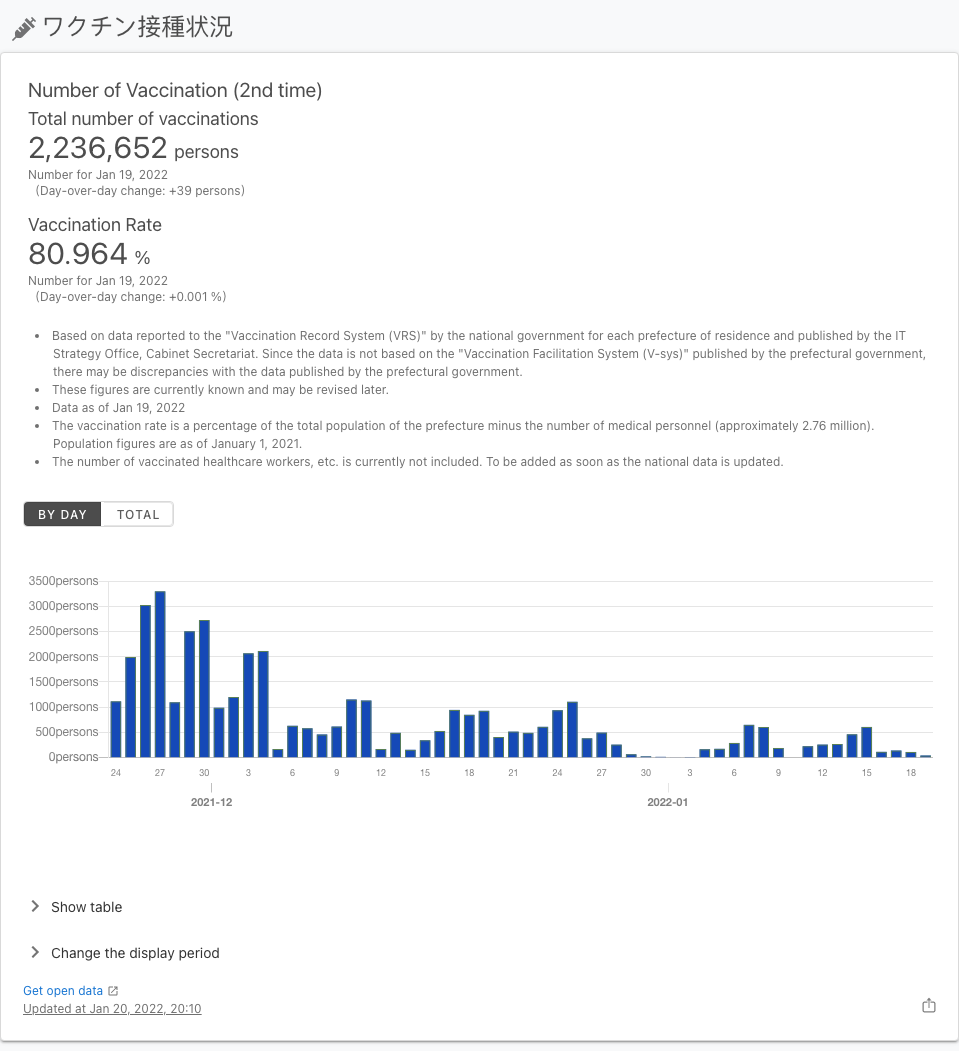 ワクチン接種状況
Number of Vaccination (2nd time)
Total number of vaccinations
2,236,652 persons
Number for Jan 19, 2022
(Day-over-day change: +39 persons)
Vaccination Rate
80.964 %
Number for Jan 19, 2022
(Day-over-day change: +0.001 %)
• Based on data reported to the "Vaccination Record System (VRS)" by the national government for each prefecture of residence and published by the IT
Strategy Office, Cabinet Secretariat. Since the data is not based on the "Vaccination Facilitation System (V-sys)" published by the prefectural government,
there may be discrepancies with the data published by the prefectural government.
• These figures are currently known and may be revised later.
• Data as of Jan 19, 2022
• The vaccination rate is a percentage of the total population of the prefecture minus the number of medical personnel (approximately 2.76 million).
Population figures are as of January 1, 2021.
• The number of vaccinated healthcare workers, etc. is currently not included. To be added as soon as the national data is updated.
BY DAY TOTAL
3500persons
3000persons
2500persons
2000persons
1500persons
1000persons
500persons
0persons
24 27 30 3 6 9 12 15 18 21 24 27 30 3 6 9 12 15 18
2021-12 2022-01
Show table
Change the display period
Get open data
Updated at Jan 20, 2022, 20:10